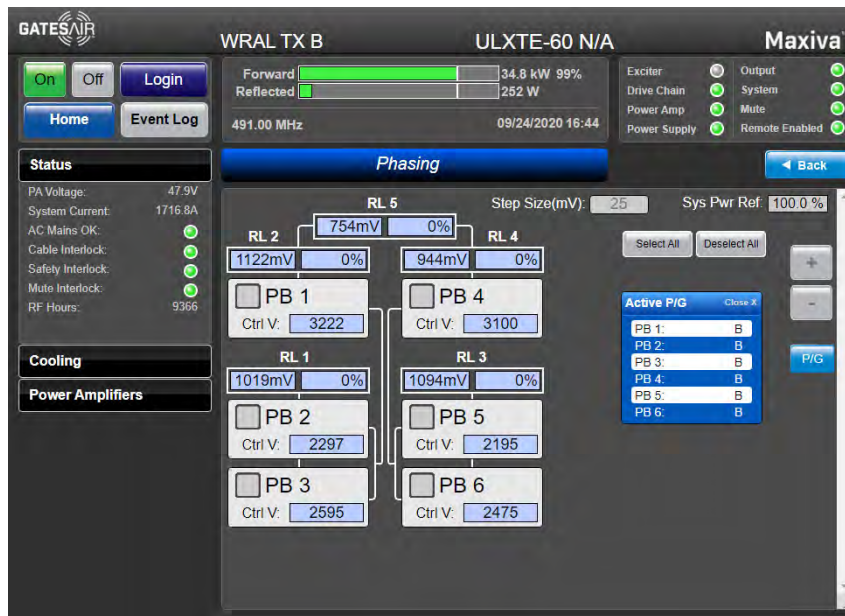 GATESAIR
WRAL TX B
ULXTE-60 N/A
Maxiva
On
Off
Login
Home
Event Log
Forward
34.8 kW 99%
Reflected
252 W
491.00 MHz
09/24/2020 16:44
Exciter
Output
Drive Chain
System
Power Amp
Mute
Power Supply
Remote Enabled
Status
Phasing
◄ Back
PA Voltage: 47.9V
System Current: 1716.8A
AC Mains OK:
Cable Interlock:
Safety Interlock:
Mute Interlock:
RF Hours: 9366
Cooling
Power Amplifiers
RL 5
754mV 0%
Step Size(mV): 25
Sys Pwr Ref: 100.0 %
RL 2
1122mV 0%
RL 4
944mV 0%
PB 1
Ctrl V: 3222
PB 4
Ctrl V: 3100
RL 1
1019mV 0%
RL 3
1094mV 0%
PB 2
Ctrl V: 2297
PB 5
Ctrl V: 2195
PB 3
Ctrl V: 2595
PB 6
Ctrl V: 2475
Select All
Deselect All
+
-
P/G
Active P/G Close X
PB 1: B
PB 2: B
PB 3: B
PB 4: B
PB 5: B
PB 6: B